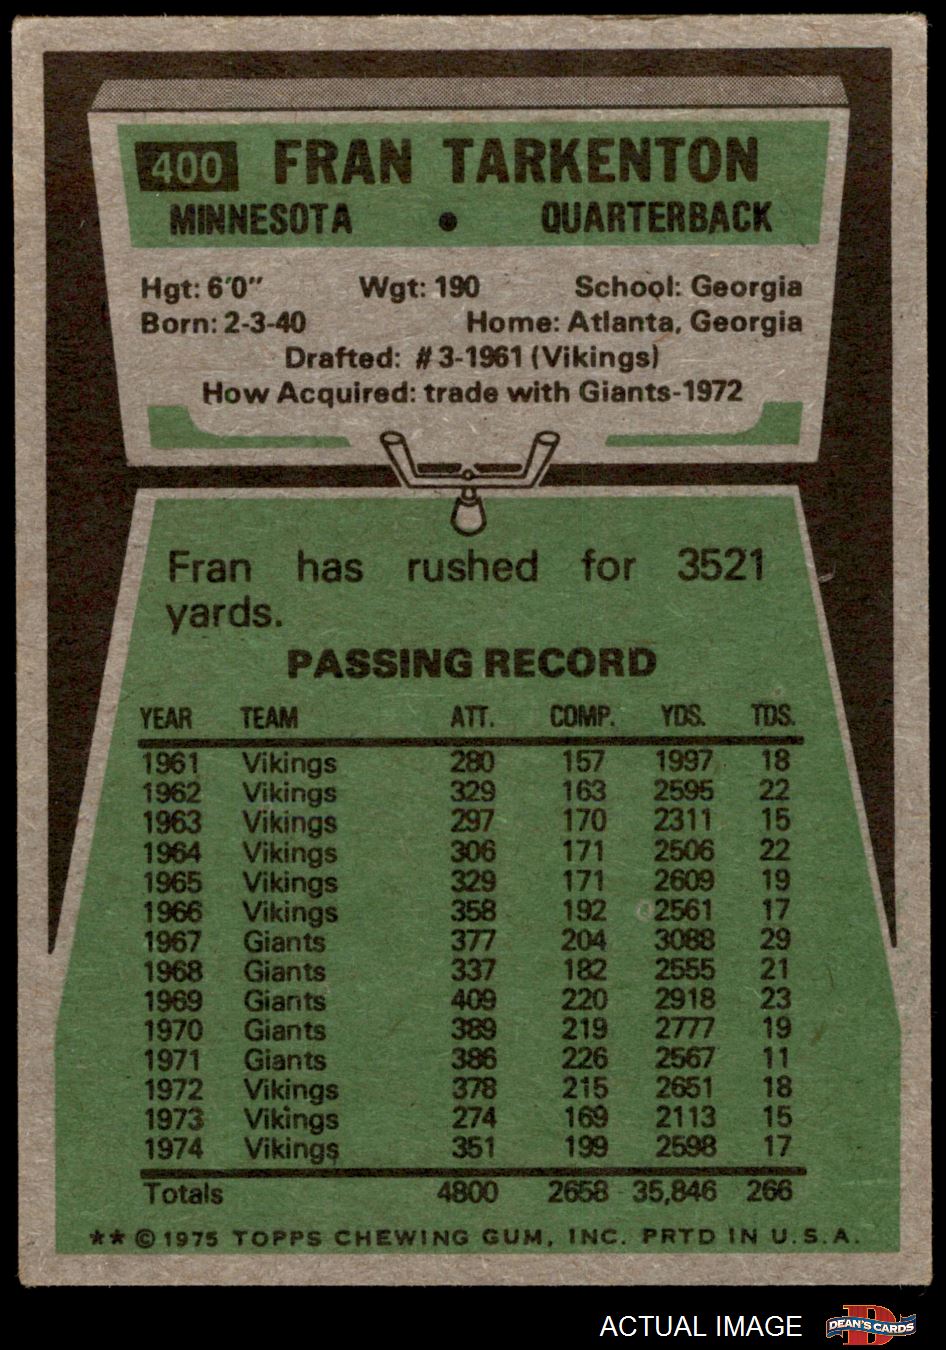 400 FRAN TARKENTON
MINNESOTA • QUARTERBACK
Hgt: 6'0" Wgt: 190 School: Georgia
Born: 2-3-40 Home: Atlanta, Georgia
Drafted: #3-1961 (Vikings)
How Acquired: trade with Giants-1972
Fran has rushed for 3521
yards.
PASSING RECORD
YEAR TEAM ATT. COMP. YDS. TDS.
1961 Vikings 280 157 1997 18
1962 Vikings 329 163 2595 22
1963 Vikings 297 170 2311 15
1964 Vikings 306 171 2506 22
1965 Vikings 329 171 2609 19
1966 Vikings 358 192 2561 17
1967 Giants 377 204 3088 29
1968 Giants 337 182 2555 21
1969 Giants 409 220 2918 23
1970 Giants 389 219 2777 19
1971 Giants 386 226 2567 11
1972 Vikings 378 215 2651 18
1973 Vikings 274 169 2113 15
1974 Vikings 351 199 2598 17
Totals 4800 2658 35,846 266
** © 1975 TOPPS CHEWING GUM, INC. PRTD IN U.S.A.
ACTUAL IMAGE
D
DEAN'S CARDS